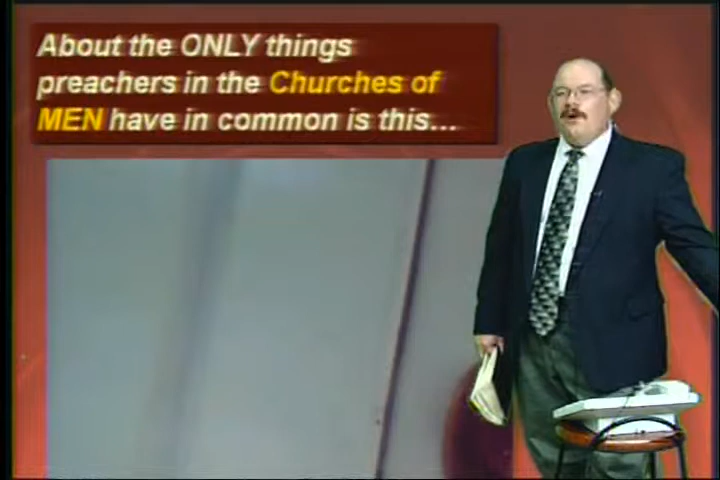 About the ONLY things
preachers in the Churches of
MEN have in common is this...